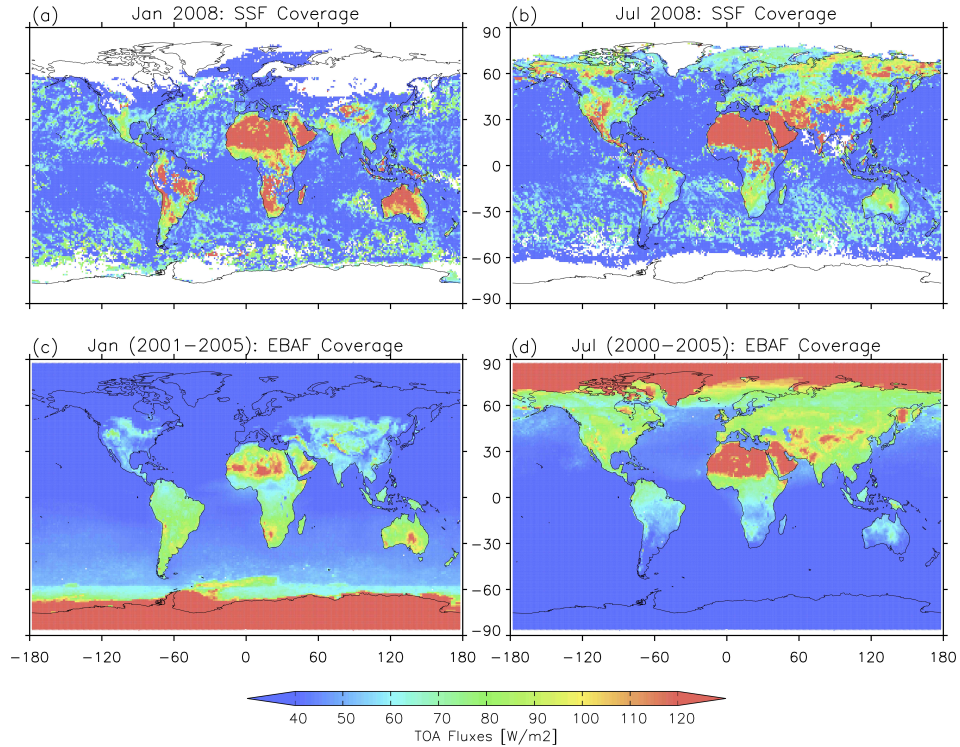 (a) Jan 2008: SSF Coverage
(b) Jul 2008: SSF Coverage
90
60
30
0
-30
-60
-90
(c) Jan (2001-2005): EBAF Coverage
(d) Jul (2000-2005): EBAF Coverage
90
60
30
0
-30
-60
-90
-180 -120 -60 0 60 120 180
-180 -120 -60 0 60 120 180
40 50 60 70 80 90 100 110 120
TOA Fluxes [W/m2]